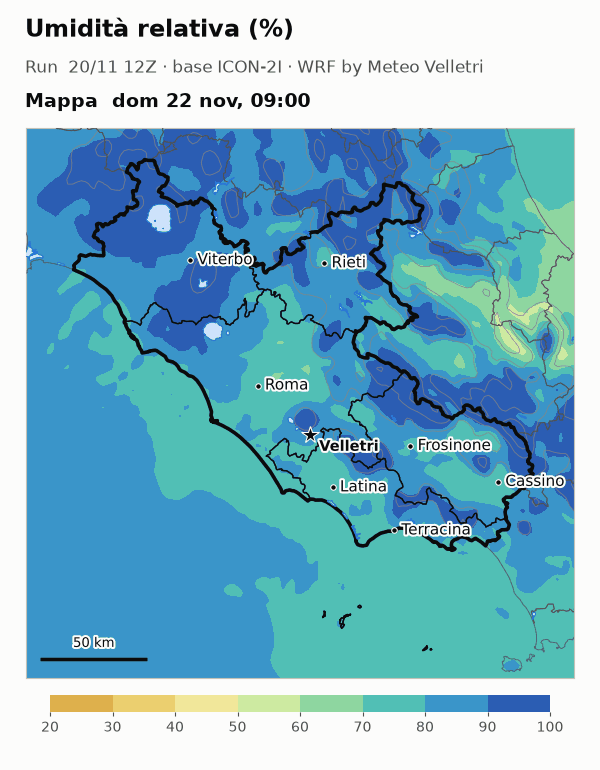 Umidità relativa (%)
Run  20/11 12Z · base ICON-2I · WRF by Meteo Velletri
Mappa  dom 22 nov, 09:00
Viterbo
Rieti
Roma
Velletri
Frosinone
Latina
Cassino
Terracina
50 km
20 30 40 50 60 70 80 90 100